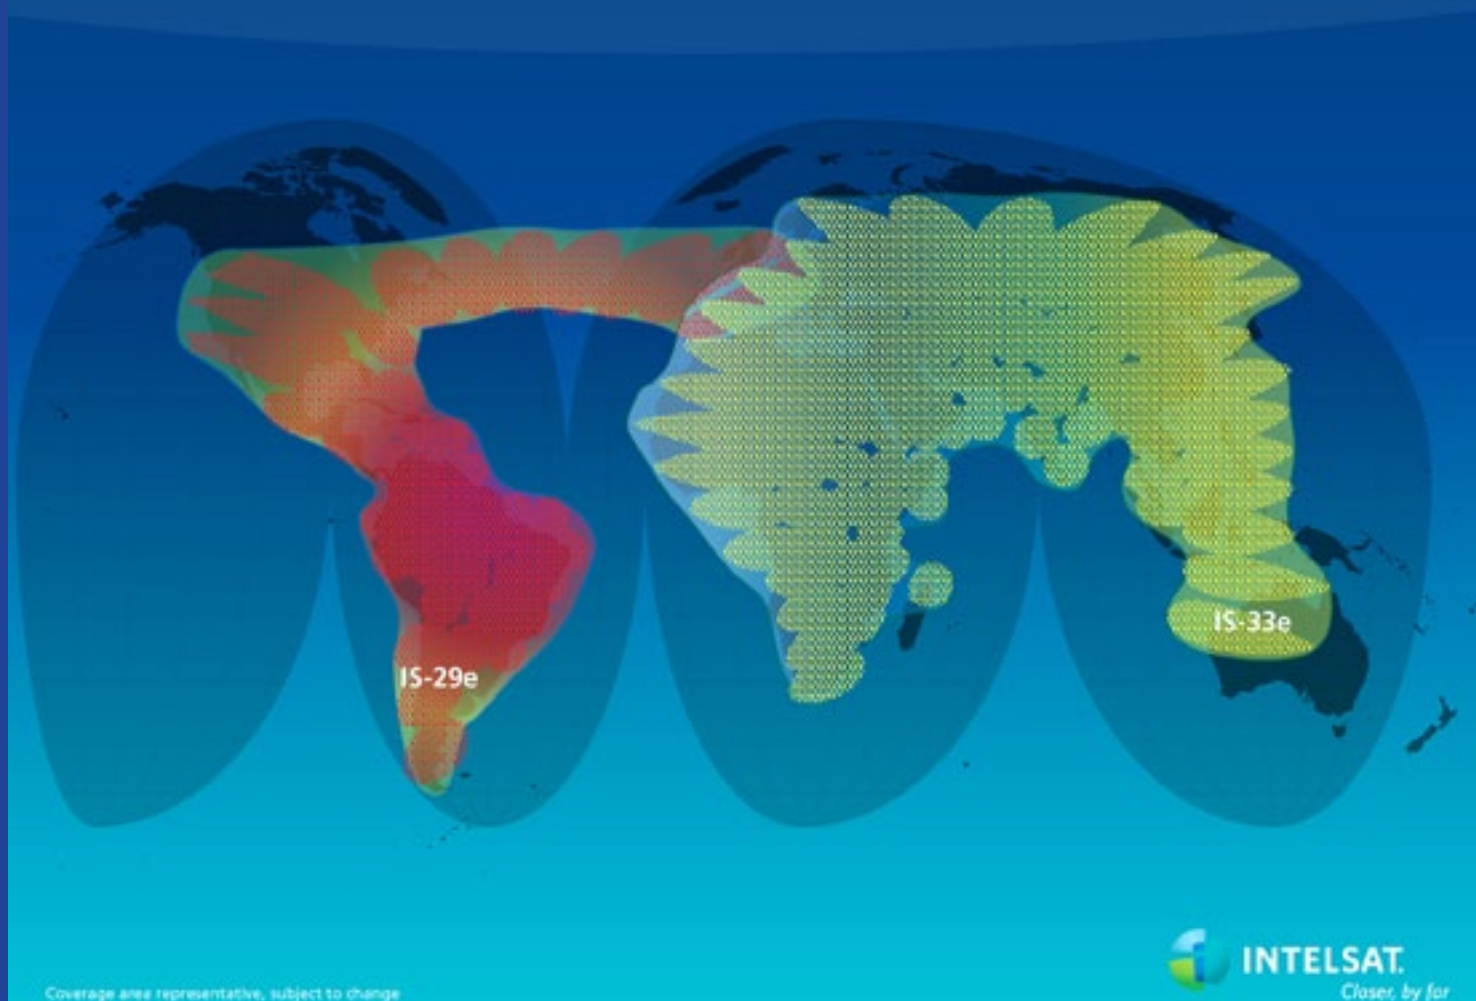 IS-33e
IS-29e
INTELSAT.
Closer, by far
Coverage area representative, subject to change